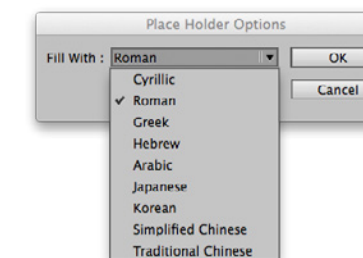 Place Holder Options
Fill With : Roman
OK
Cancel
Cyrillic
✓ Roman
Greek
Hebrew
Arabic
Japanese
Korean
Simplified Chinese
Traditional Chinese